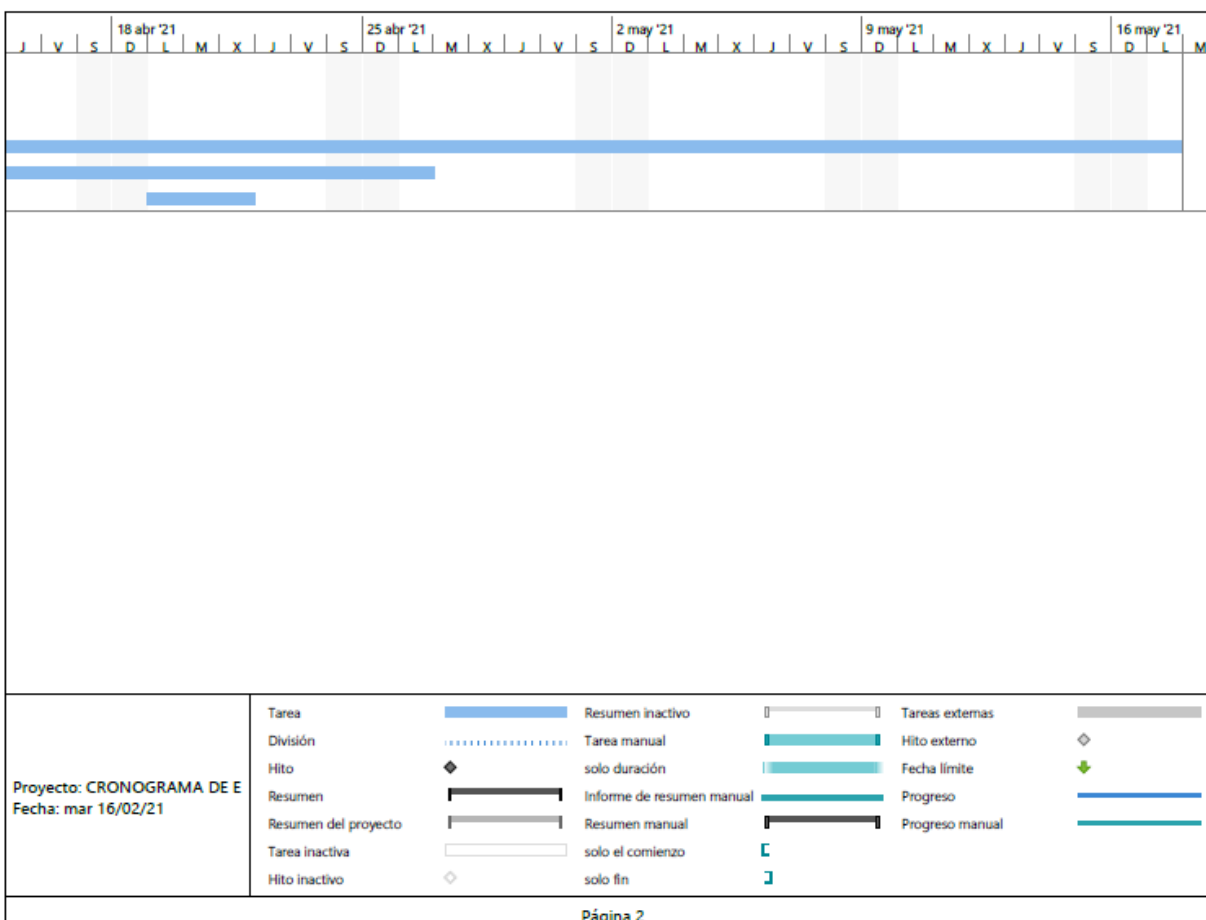 18 abr '21 25 abr '21 2 may '21 9 may '21 16 may '21
J V S D L M X J V S D L M X J V S D L M X J V S D L M X J V S D L M
Proyecto: CRONOGRAMA DE E
Fecha: mar 16/02/21
Tarea
División
Hito
Resumen
Resumen del proyecto
Tarea inactiva
Hito inactivo
Resumen inactivo
Tarea manual
solo duración
Informe de resumen manual
Resumen manual
solo el comienzo
solo fin
Tareas externas
Hito externo
Fecha límite
Progreso
Progreso manual
Página 2